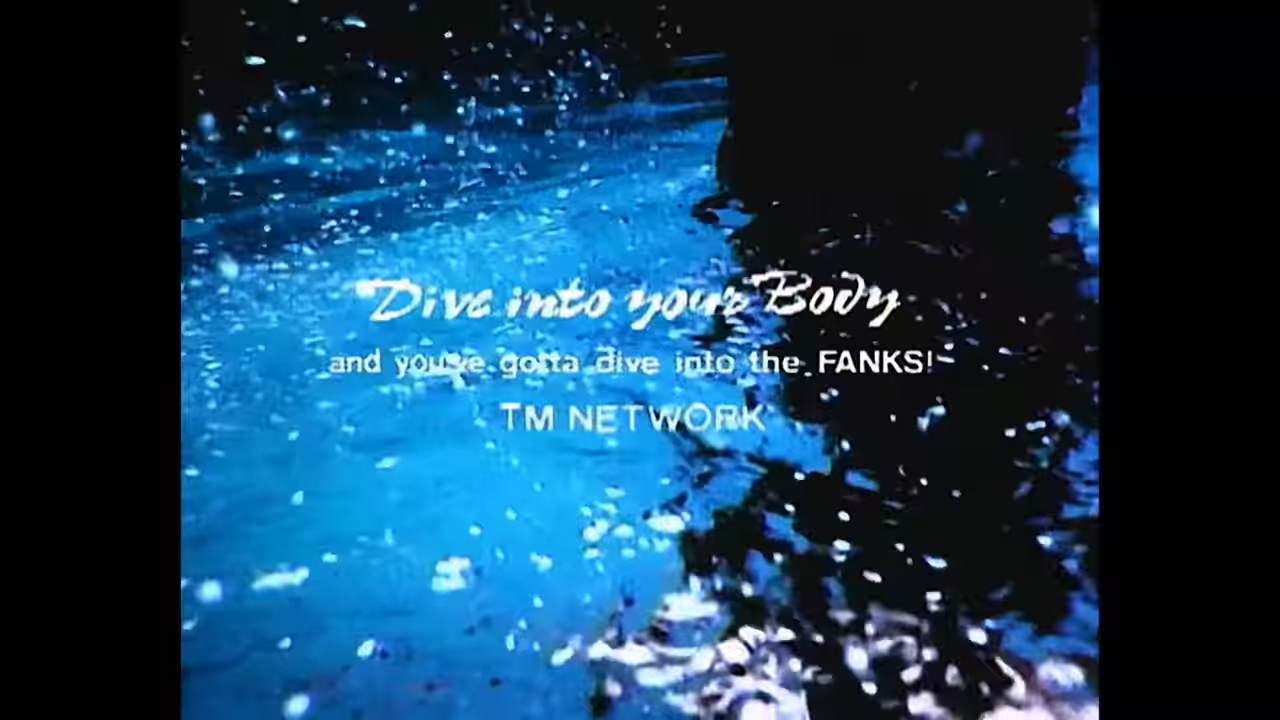 Dive into your Body
and you've gotta dive into the FANKS!
TM NETWORK